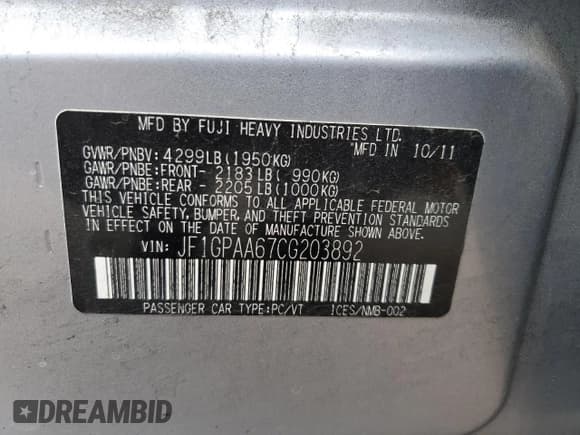 MFD BY FUJI HEAVY INDUSTRIES LTD.
MFD IN 10/11
GVWR/PNBV: 4299LB(1950KG)
GAWR/PNBE:FRONT- 2183LB( 990KG)
GAWR/PNBE:REAR - 2205LB(1000KG)
THIS VEHICLE CONFORMS TO ALL APPLICABLE FEDERAL MOTOR
VEHICLE SAFETY, BUMPER, AND THEFT PREVENTION STANDARDS
IN EFFECT ON THE DATE OF MANUFACTURE SHOWN ABOVE.
VIN: JF1GPAA67CG203892
PASSENGER CAR TYPE:PC/VT ICES/NMB-002
DREAMBID